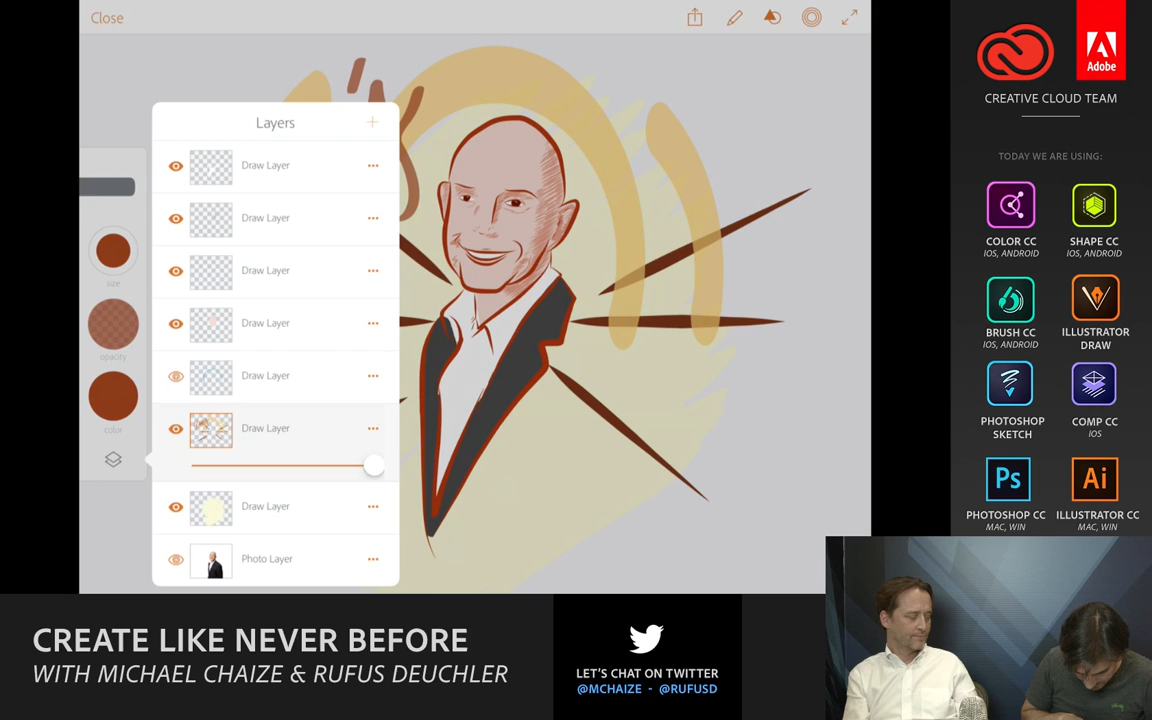 Close
Layers
Draw Layer
Draw Layer
Draw Layer
Draw Layer
Draw Layer
Draw Layer
Draw Layer
Photo Layer
size
opacity
color
Adobe
CREATIVE CLOUD TEAM
TODAY WE ARE USING:
COLOR CC
IOS, ANDROID
SHAPE CC
IOS, ANDROID
BRUSH CC
IOS, ANDROID
ILLUSTRATOR
DRAW
PHOTOSHOP
SKETCH
COMP CC
IOS
Ps
PHOTOSHOP CC
MAC, WIN
Ai
ILLUSTRATOR CC
MAC, WIN
CREATE LIKE NEVER BEFORE
WITH MICHAEL CHAIZE & RUFUS DEUCHLER
LET'S CHAT ON TWITTER
@MCHAIZE - @RUFUSD